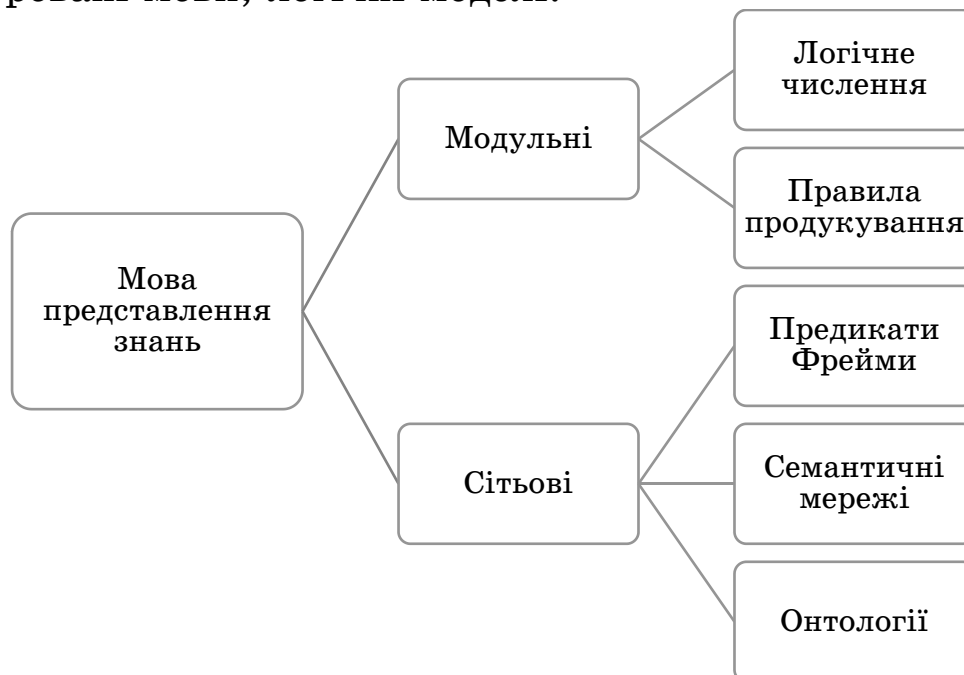 Логічне
числення
Модульні
Правила
продукування
Мова
представлення
знань
Предикати
Фрейми
Сітьові
Семантичні
мережі
Онтології